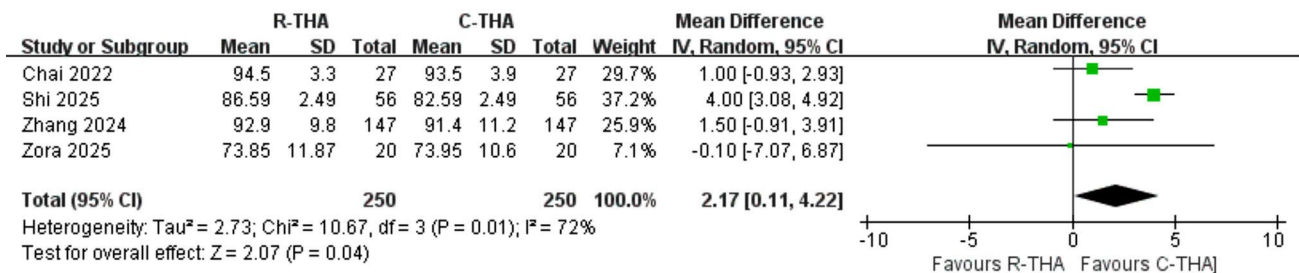 R-THA C-THA Mean Difference Mean Difference
Study or Subgroup Mean SD Total Mean SD Total Weight IV, Random, 95% CI IV, Random, 95% CI
Chai 2022 94.5 3.3 27 93.5 3.9 27 29.7% 1.00 [-0.93, 2.93]
Shi 2025 86.59 2.49 56 82.59 2.49 56 37.2% 4.00 [3.08, 4.92]
Zhang 2024 92.9 9.8 147 91.4 11.2 147 25.9% 1.50 [-0.91, 3.91]
Zora 2025 73.85 11.87 20 73.95 10.6 20 7.1% -0.10 [-7.07, 6.87]
Total (95% CI) 250 250 100.0% 2.17 [0.11, 4.22]
Heterogeneity: Tau² = 2.73; Chi² = 10.67, df = 3 (P = 0.01); I² = 72%
Test for overall effect: Z = 2.07 (P = 0.04)
-10 -5 0 5 10
Favours R-THA Favours C-THA]